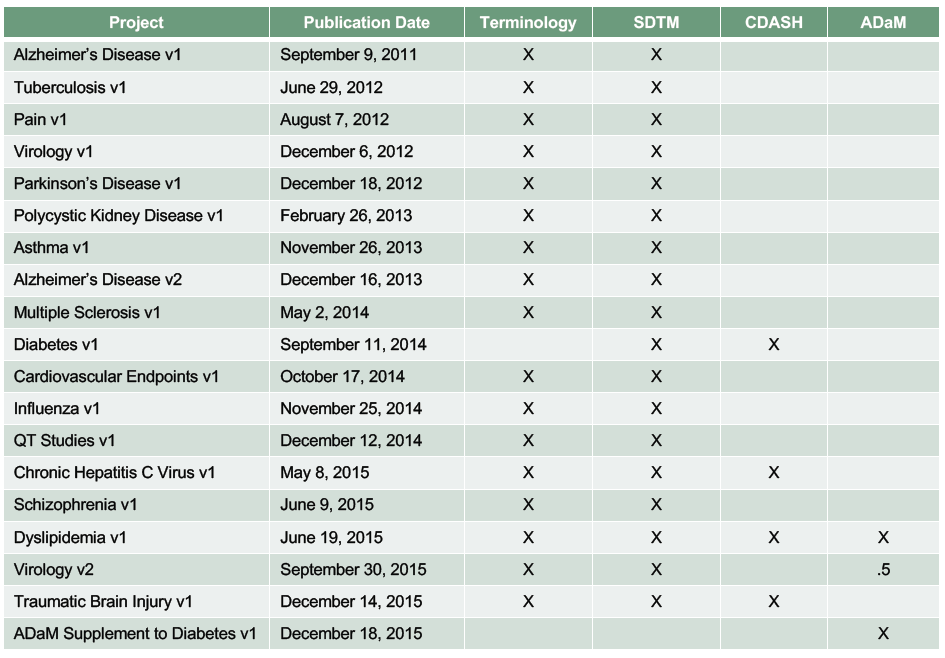 Project Publication Date Terminology SDTM CDASH ADaM
Alzheimer’s Disease v1 September 9, 2011 X X
Tuberculosis v1 June 29, 2012 X X
Pain v1 August 7, 2012 X X
Virology v1 December 6, 2012 X X
Parkinson’s Disease v1 December 18, 2012 X X
Polycystic Kidney Disease v1 February 26, 2013 X X
Asthma v1 November 26, 2013 X X
Alzheimer’s Disease v2 December 16, 2013 X X
Multiple Sclerosis v1 May 2, 2014 X X
Diabetes v1 September 11, 2014 X X
Cardiovascular Endpoints v1 October 17, 2014 X X
Influenza v1 November 25, 2014 X X
QT Studies v1 December 12, 2014 X X
Chronic Hepatitis C Virus v1 May 8, 2015 X X X
Schizophrenia v1 June 9, 2015 X X
Dyslipidemia v1 June 19, 2015 X X X X
Virology v2 September 30, 2015 X X .5
Traumatic Brain Injury v1 December 14, 2015 X X X
ADaM Supplement to Diabetes v1 December 18, 2015 X